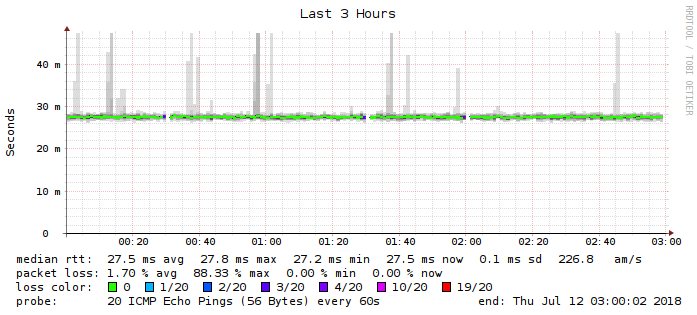 Last 3 Hours
RRDTOOL / TOBI OETIKER
Seconds
40 m
30 m
20 m
10 m
0
00:20 00:40 01:00 01:20 01:40 02:00 02:20 02:40 03:00
median rtt: 27.5 ms avg 27.8 ms max 27.2 ms min 27.5 ms now 0.1 ms sd 226.8 am/s
packet loss: 1.70 % avg 88.33 % max 0.00 % min 0.00 % now
loss color: 0 1/20 2/20 3/20 4/20 10/20 19/20
probe: 20 ICMP Echo Pings (56 Bytes) every 60s end: Thu Jul 12 03:00:02 2018